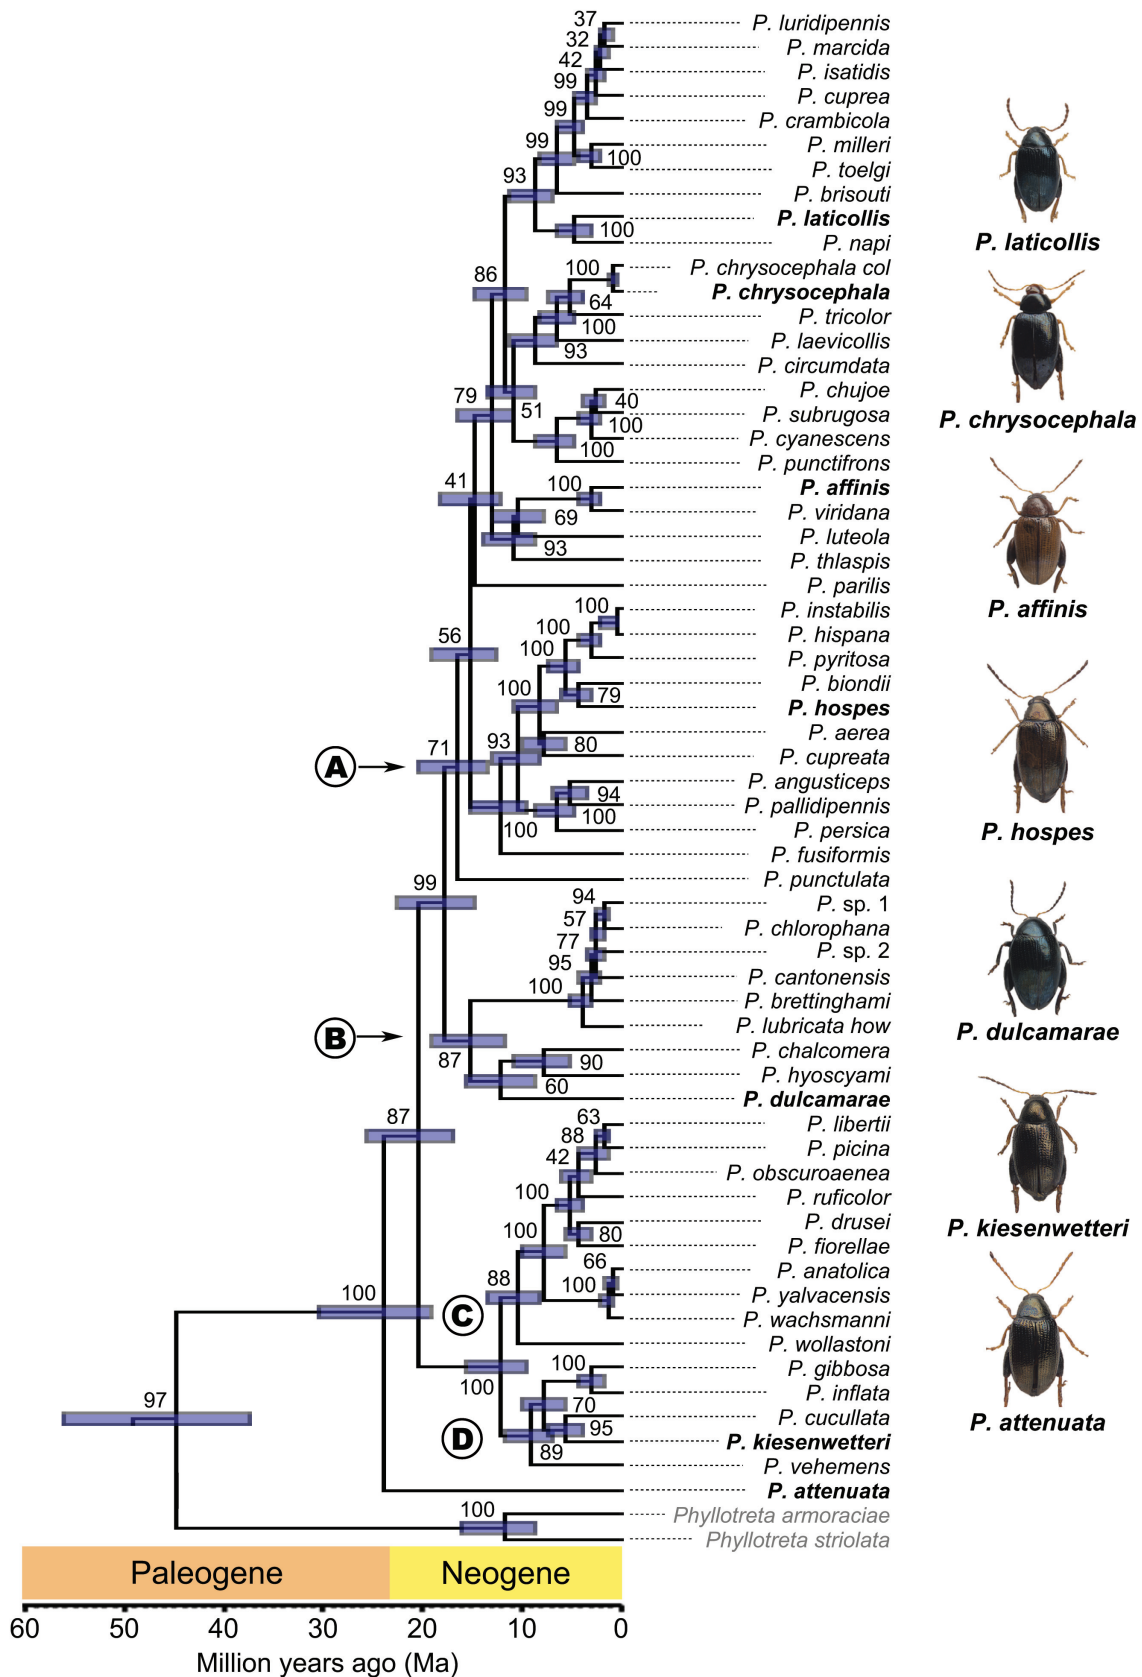 37
P. luridipennis
32
P. marcida
42
P. isatidis
99
P. cuprea
99
P. crambicola
99
P. milleri
100
P. toelgi
93
P. brisouti
P. laticollis
100
P. napi
P. laticollis
86
100
P. chrysocephala col
P. chrysocephala
64
P. tricolor
100
P. laevicollis
93
P. circumdata
79
P. chujoe
40
51
P. subrugosa
100
P. chrysocephala
P. cyanescens
100
P. punctifrons
41
100
P. affinis
P. viridana
69
P. luteola
93
P. thlaspis
P. parilis
P. affinis
100
P. instabilis
56
100
P. hispana
100
P. pyritosa
P. biondii
100
79
P. hospes
P. aerea
71
93
80
P. cupreata
A
P. angusticeps
94
P. pallidipennis
100
100
P. persica
P. hospes
P. fusiformis
99
P. punctulata
94
P. sp. 1
57
P. chlorophana
77
P. sp. 2
95
P. cantonensis
100
P. brettinghami
P. lubricata how
P. dulcamarae
B
87
P. chalcomera
90
P. hyoscyami
60
P. dulcamarae
87
63
P. libertii
88
P. picina
42
P. obscuroaenea
100
P. ruficolor
P. drusei
100
80
P. fiorellae
P. kiesenwetteri
66
P. anatolica
88
100
P. yalvacensis
100
C
P. wachsmanni
P. wollastoni
100
100
P. gibbosa
P. inflata
70
P. cucullata
95
P. attenuata
D
P. kiesenwetteri
89
P. vehemens
97
P. attenuata
100
Phyllotreta armoraciae
Phyllotreta striolata
Paleogene
Neogene
60 50 40 30 20 10 0
Million years ago (Ma)